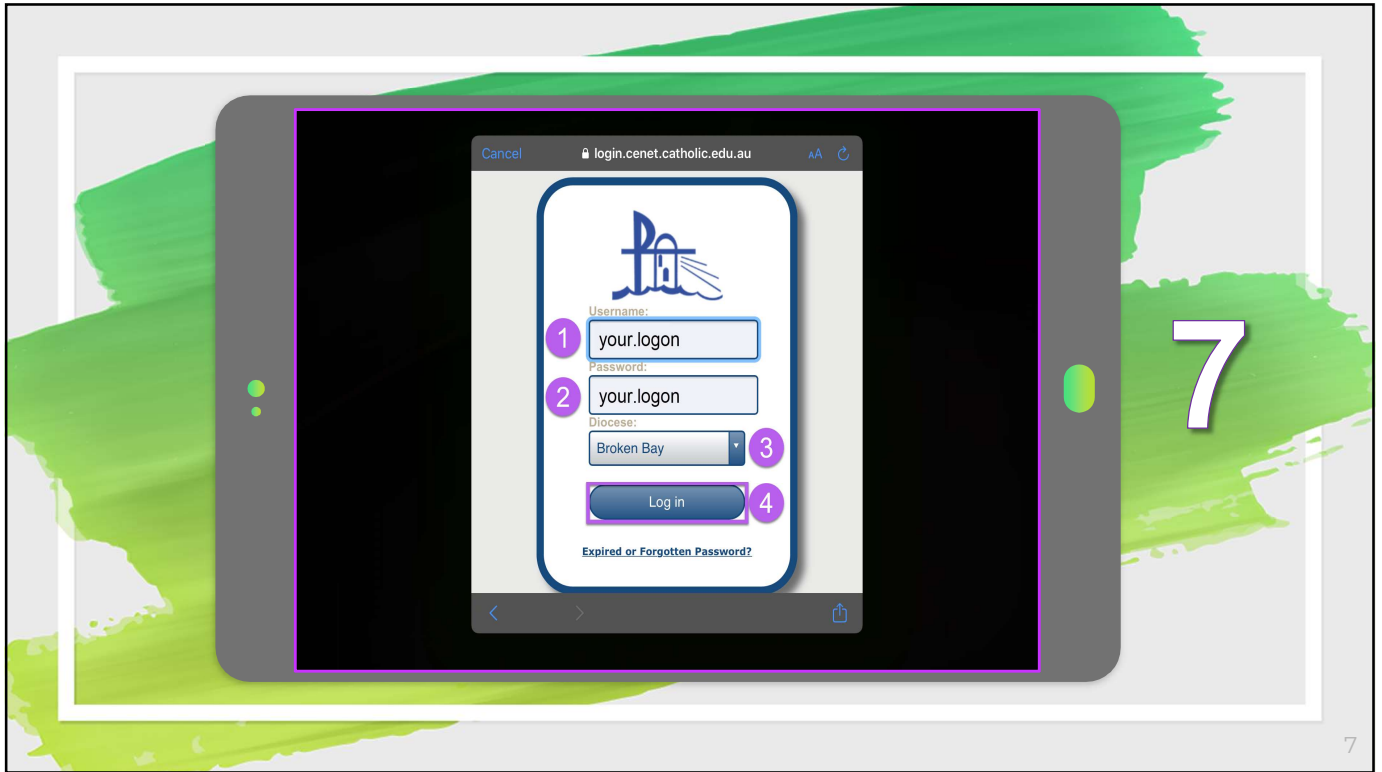 Cancel
login.cenet.catholic.edu.au
AA
Username:
1
your.logon
Password:
2
your.logon
Diocese:
Broken Bay
3
Log in
4
Expired or Forgotten Password?
7
7